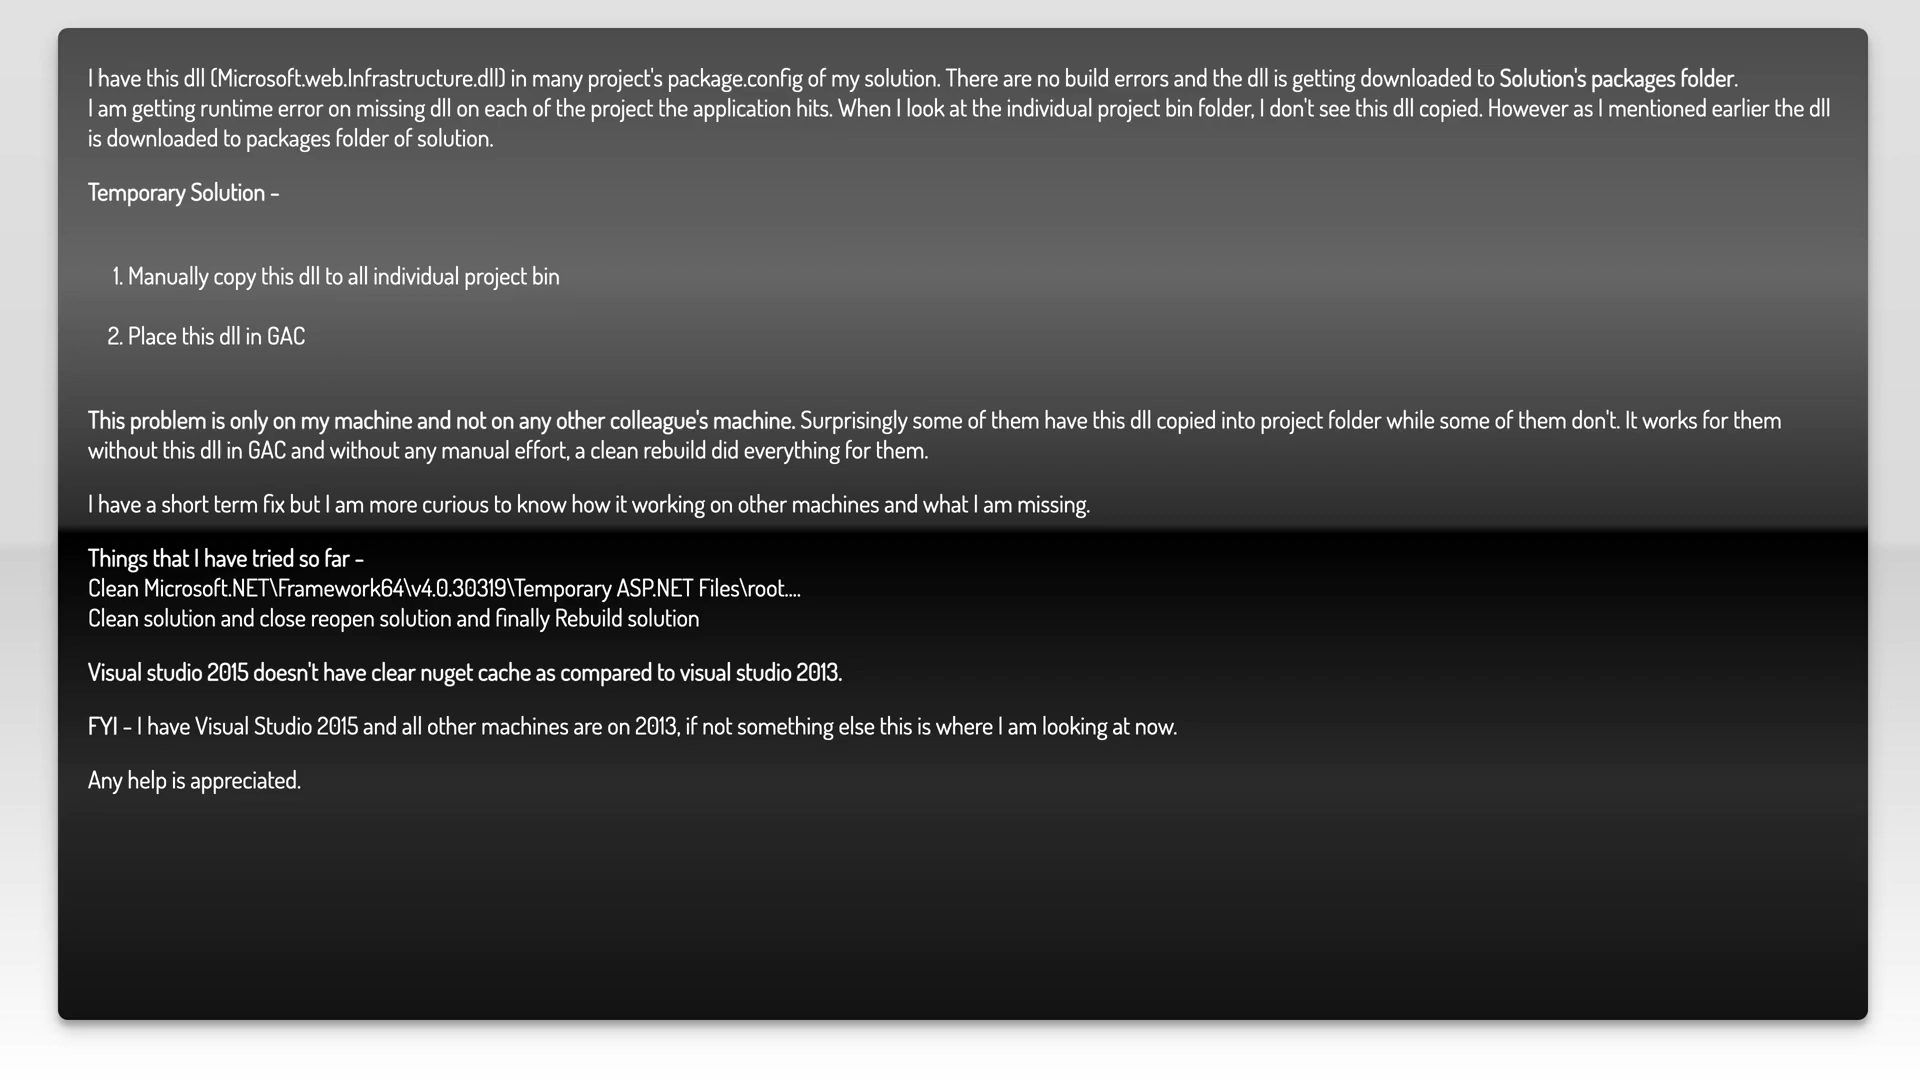 I have this dll (Microsoft.web.Infrastructure.dll) in many project's package.config of my solution. There are no build errors and the dll is getting downloaded to Solution's packages folder.
I am getting runtime error on missing dll on each of the project the application hits. When I look at the individual project bin folder, I don't see this dll copied. However as I mentioned earlier the dll
is downloaded to packages folder of solution.
Temporary Solution -
1. Manually copy this dll to all individual project bin
2. Place this dll in GAC
This problem is only on my machine and not on any other colleague's machine. Surprisingly some of them have this dll copied into project folder while some of them don't. It works for them
without this dll in GAC and without any manual effort, a clean rebuild did everything for them.
I have a short term fix but I am more curious to know how it working on other machines and what I am missing.
Things that I have tried so far -
Clean Microsoft.NET\Framework64\v4.0.30319\Temporary ASP.NET Files\root....
Clean solution and close reopen solution and finally Rebuild solution
Visual studio 2015 doesn't have clear nuget cache as compared to visual studio 2013.
FYI - I have Visual Studio 2015 and all other machines are on 2013, if not something else this is where I am looking at now.
Any help is appreciated.